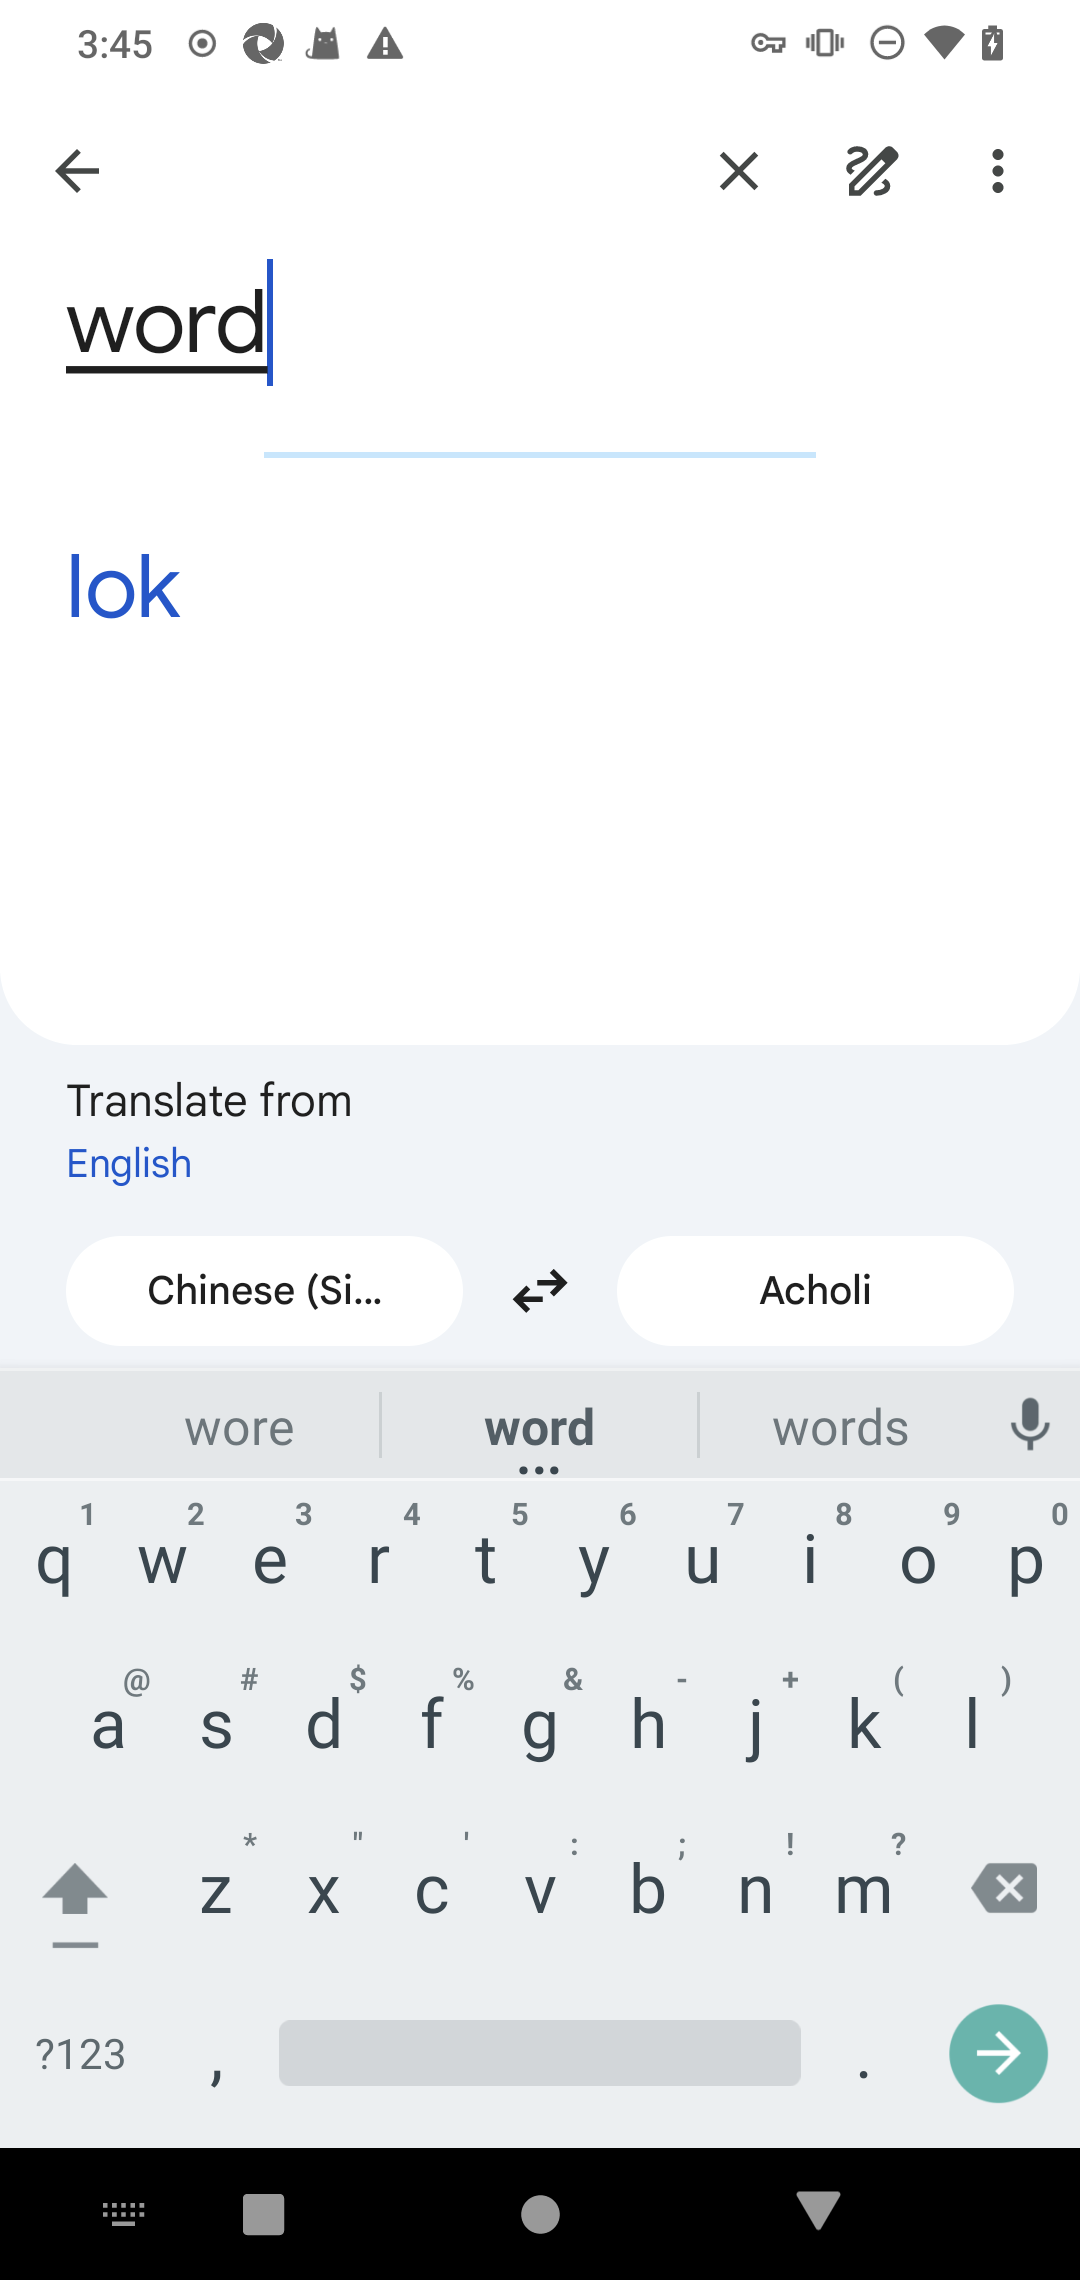 3:45
word
lok
Translate from
English
Chinese (Si... Acholi
wore word words
1 2 3 4 5 6 7 8 9 0
q w e r t y u i o p
@ # $ % & - + ( )
a s d f g h j k l
* " ' : ; ! ?
z x c v b n m
?123 , .